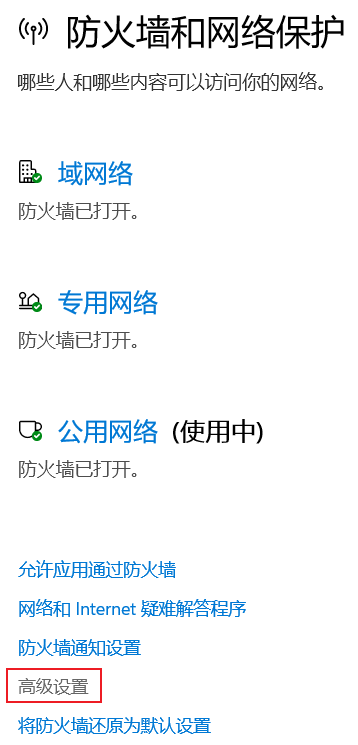 防火墙和网络保护
哪些人和哪些内容可以访问你的网络。
域网络
防火墙已打开。
专用网络
防火墙已打开。
公用网络 (使用中)
防火墙已打开。
允许应用通过防火墙
网络和 Internet 疑难解答程序
防火墙通知设置
高级设置
将防火墙还原为默认设置